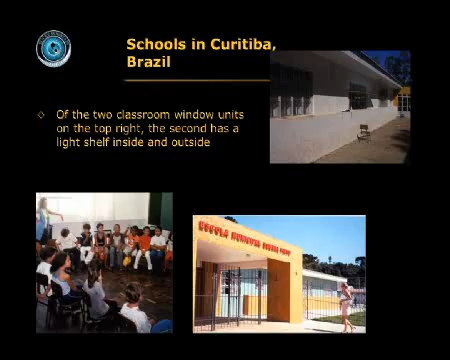 Schools in Curitiba,
Brazil
Of the two classroom window units
on the top right, the second has a
light shelf inside and outside
ESCOLA MUNICIPAL